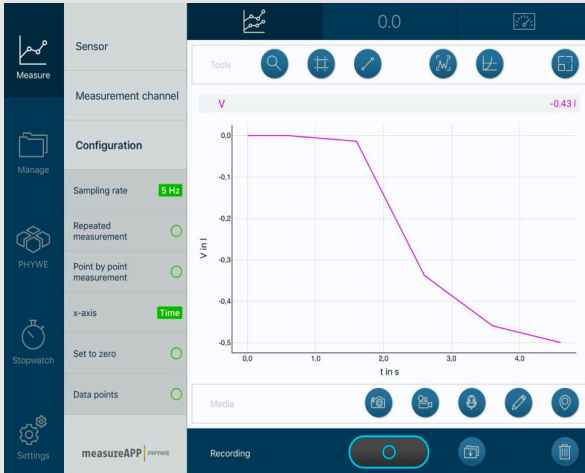 0.0
Measure
Sensor
Measurement channel
Configuration
Sampling rate 5 Hz
Repeated
measurement
Point by point
measurement
x-axis Time
Set to zero
Data points
measureAPP PHYWE
Manage
PHYWE
Stopwatch
Settings
Tools
V -0.43 l
0,0
-0,1
-0,2
-0,3
-0,4
-0,5
V in l
0,0 1,0 2,0 3,0 4,0
t in s
Media
Recording